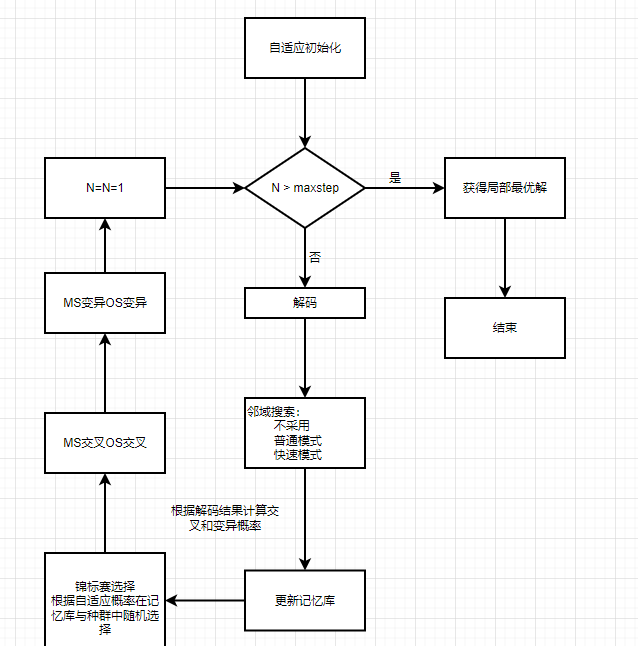 自适应初始化
N=N=1
N > maxstep
是
获得局部最优解
否
MS变异OS变异
解码
结束
邻域搜索:
不采用
普通模式
快速模式
MS交叉OS交叉
根据解码结果计算交
叉和变异概率
锦标赛选择
根据自适应概率在记
忆库与种群中随机选
择
更新记忆库